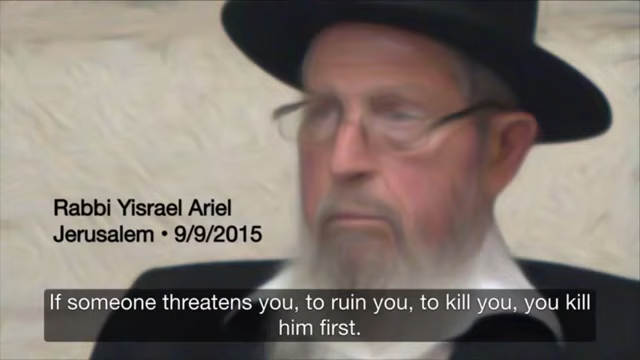 Rabbi Yisrael Ariel
Jerusalem • 9/9/2015
If someone threatens you, to ruin you, to kill you, you kill
him first.